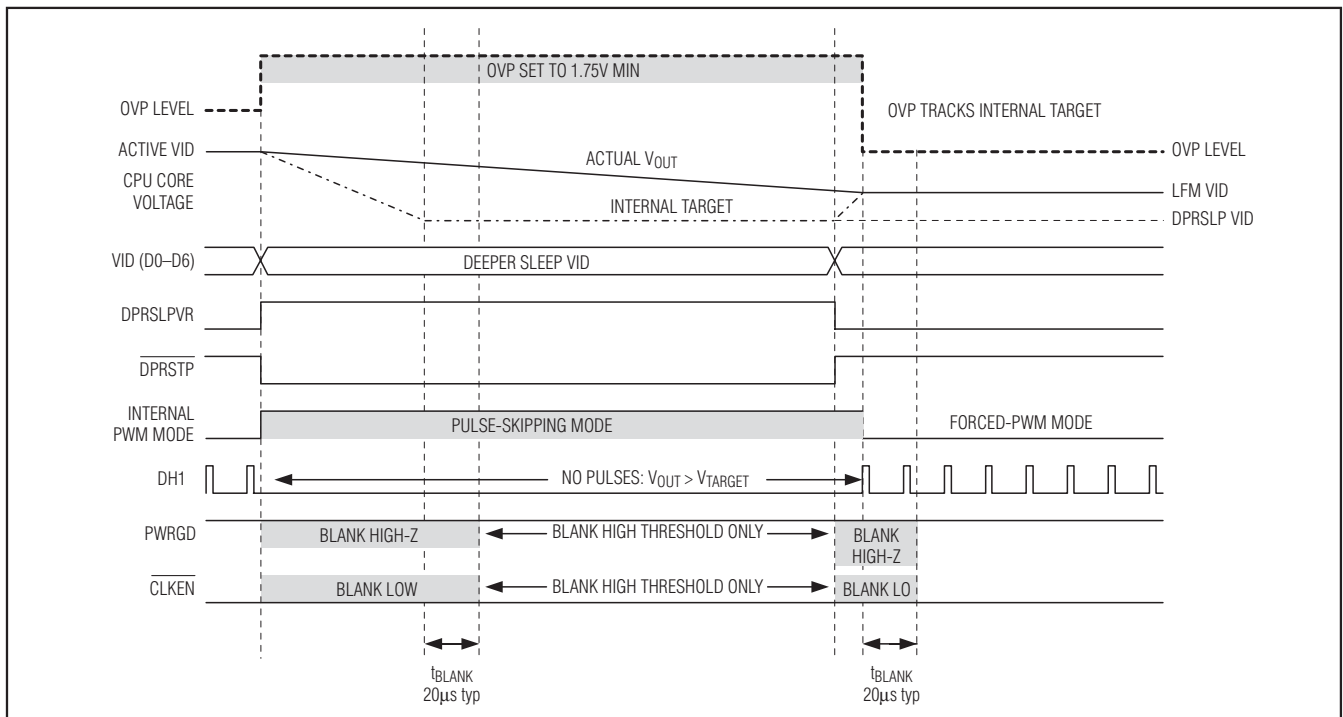 OVP SET TO 1.75V MIN
OVP LEVEL
OVP TRACKS INTERNAL TARGET
ACTIVE VID
ACTUAL VOUT
OVP LEVEL
CPU CORE
VOLTAGE
LFM VID
INTERNAL TARGET
DPRSLP VID
VID (D0–D6)
DEEPER SLEEP VID
DPRSLPVR
DPRSTP
INTERNAL
PWM MODE
PULSE-SKIPPING MODE
FORCED-PWM MODE
DH1
NO PULSES: VOUT > VTARGET
PWRGD
BLANK HIGH-Z
BLANK HIGH THRESHOLD ONLY
BLANK
HIGH-Z
CLKEN
BLANK LOW
BLANK HIGH THRESHOLD ONLY
BLANK LO
tBLANK
20µs typ
tBLANK
20µs typ